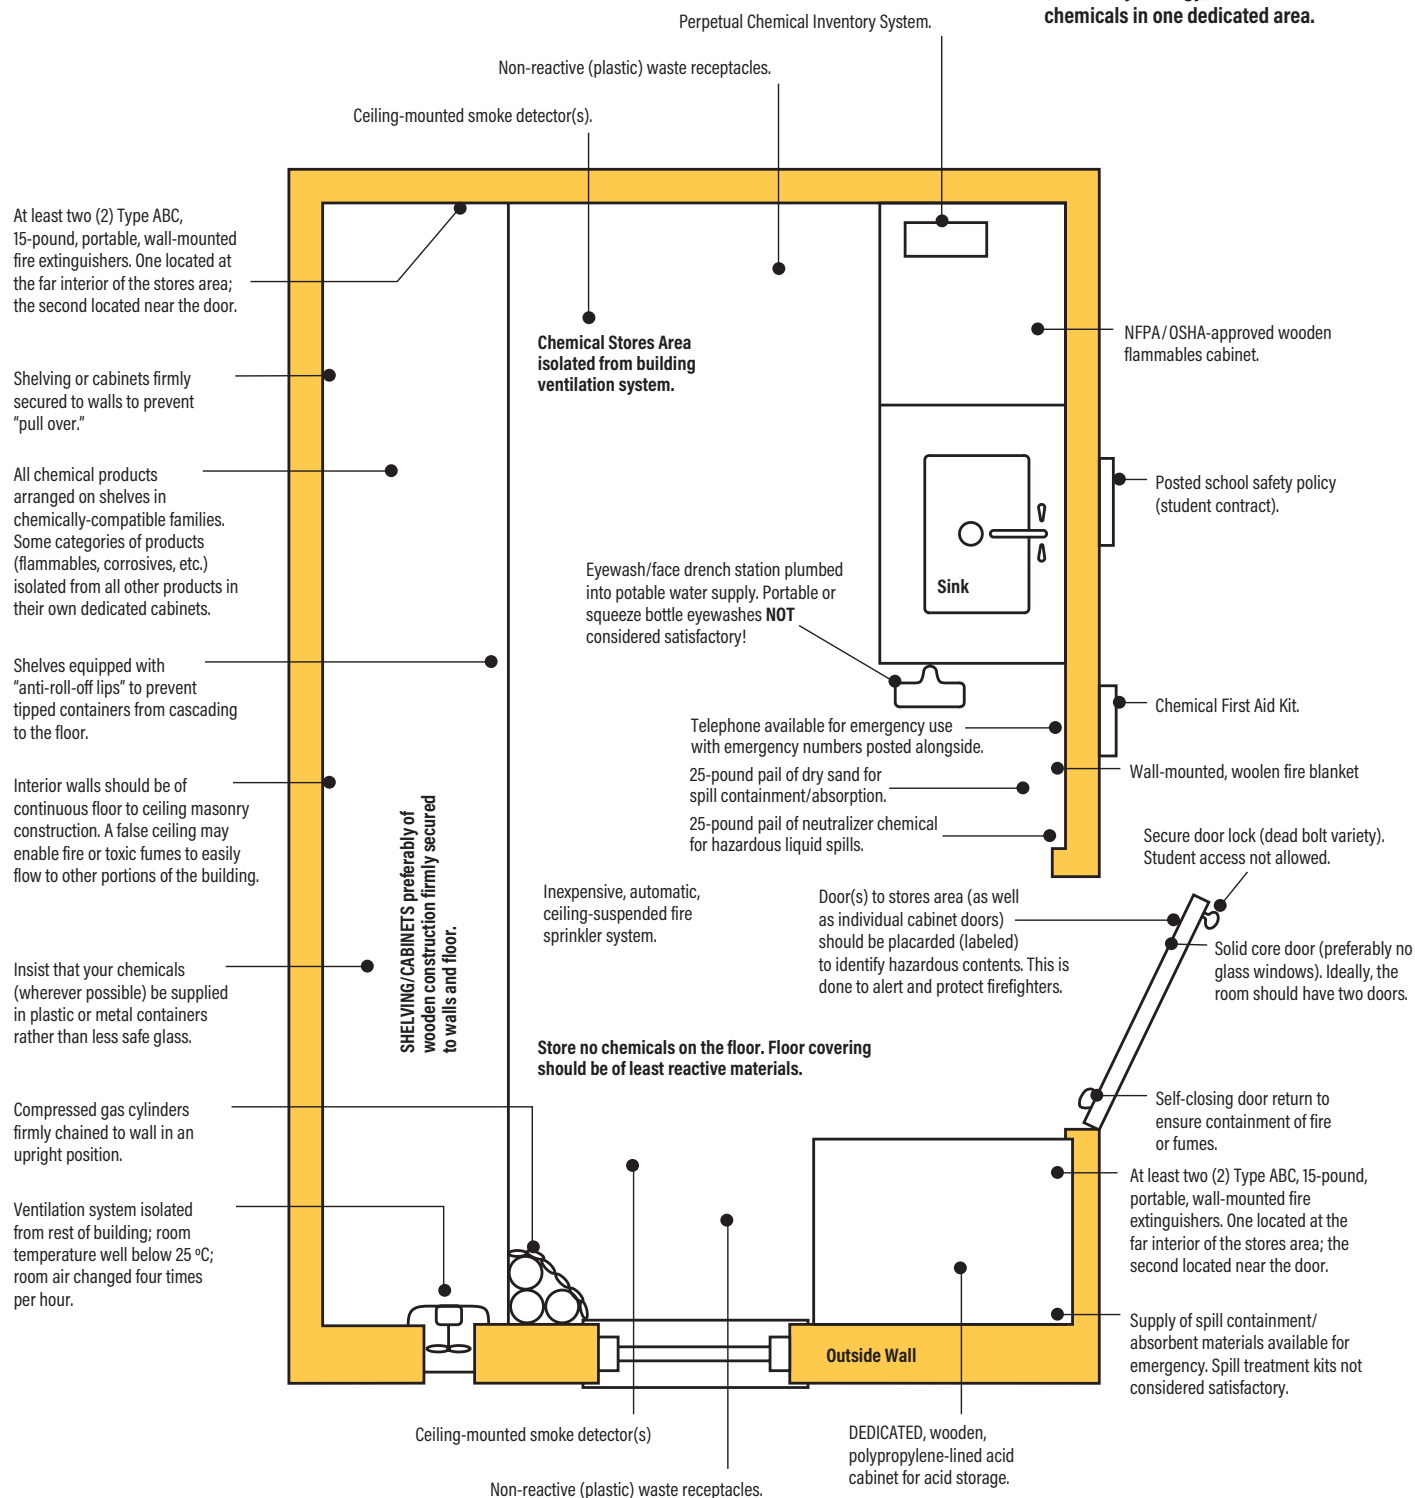 chemicals in one dedicated area.
Perpetual Chemical Inventory System.
Non-reactive (plastic) waste receptacles.
Ceiling-mounted smoke detector(s).
At least two (2) Type ABC,
15-pound, portable, wall-mounted
fire extinguishers. One located at
the far interior of the stores area;
the second located near the door.
Shelving or cabinets firmly
secured to walls to prevent
"pull over."
All chemical products
arranged on shelves in
chemically-compatible families.
Some categories of products
(flammables, corrosives, etc.)
isolated from all other products in
their own dedicated cabinets.
Shelves equipped with
"anti-roll-off lips" to prevent
tipped containers from cascading
to the floor.
Interior walls should be of
continuous floor to ceiling masonry
construction. A false ceiling may
enable fire or toxic fumes to easily
flow to other portions of the building.
Insist that your chemicals
(wherever possible) be supplied
in plastic or metal containers
rather than less safe glass.
Compressed gas cylinders
firmly chained to wall in an
upright position.
Ventilation system isolated
from rest of building; room
temperature well below 25 ºC;
room air changed four times
per hour.
SHELVING/CABINETS preferably of
wooden construction firmly secured
to walls and floor.
Chemical Stores Area
isolated from building
ventilation system.
Eyewash/face drench station plumbed
into potable water supply. Portable or
squeeze bottle eyewashes NOT
considered satisfactory!
Sink
Telephone available for emergency use
with emergency numbers posted alongside.
25-pound pail of dry sand for
spill containment/absorption.
25-pound pail of neutralizer chemical
for hazardous liquid spills.
Inexpensive, automatic,
ceiling-suspended fire
sprinkler system.
Door(s) to stores area (as well
as individual cabinet doors)
should be placarded (labeled)
to identify hazardous contents. This is
done to alert and protect firefighters.
Store no chemicals on the floor. Floor covering
should be of least reactive materials.
Outside Wall
NFPA/OSHA-approved wooden
flammables cabinet.
Posted school safety policy
(student contract).
Chemical First Aid Kit.
Wall-mounted, woolen fire blanket
Secure door lock (dead bolt variety).
Student access not allowed.
Solid core door (preferably no
glass windows). Ideally, the
room should have two doors.
Self-closing door return to
ensure containment of fire
or fumes.
At least two (2) Type ABC, 15-pound,
portable, wall-mounted fire
extinguishers. One located at the
far interior of the stores area; the
second located near the door.
Supply of spill containment/
absorbent materials available for
emergency. Spill treatment kits not
considered satisfactory.
Ceiling-mounted smoke detector(s)
Non-reactive (plastic) waste receptacles.
DEDICATED, wooden,
polypropylene-lined acid
cabinet for acid storage.